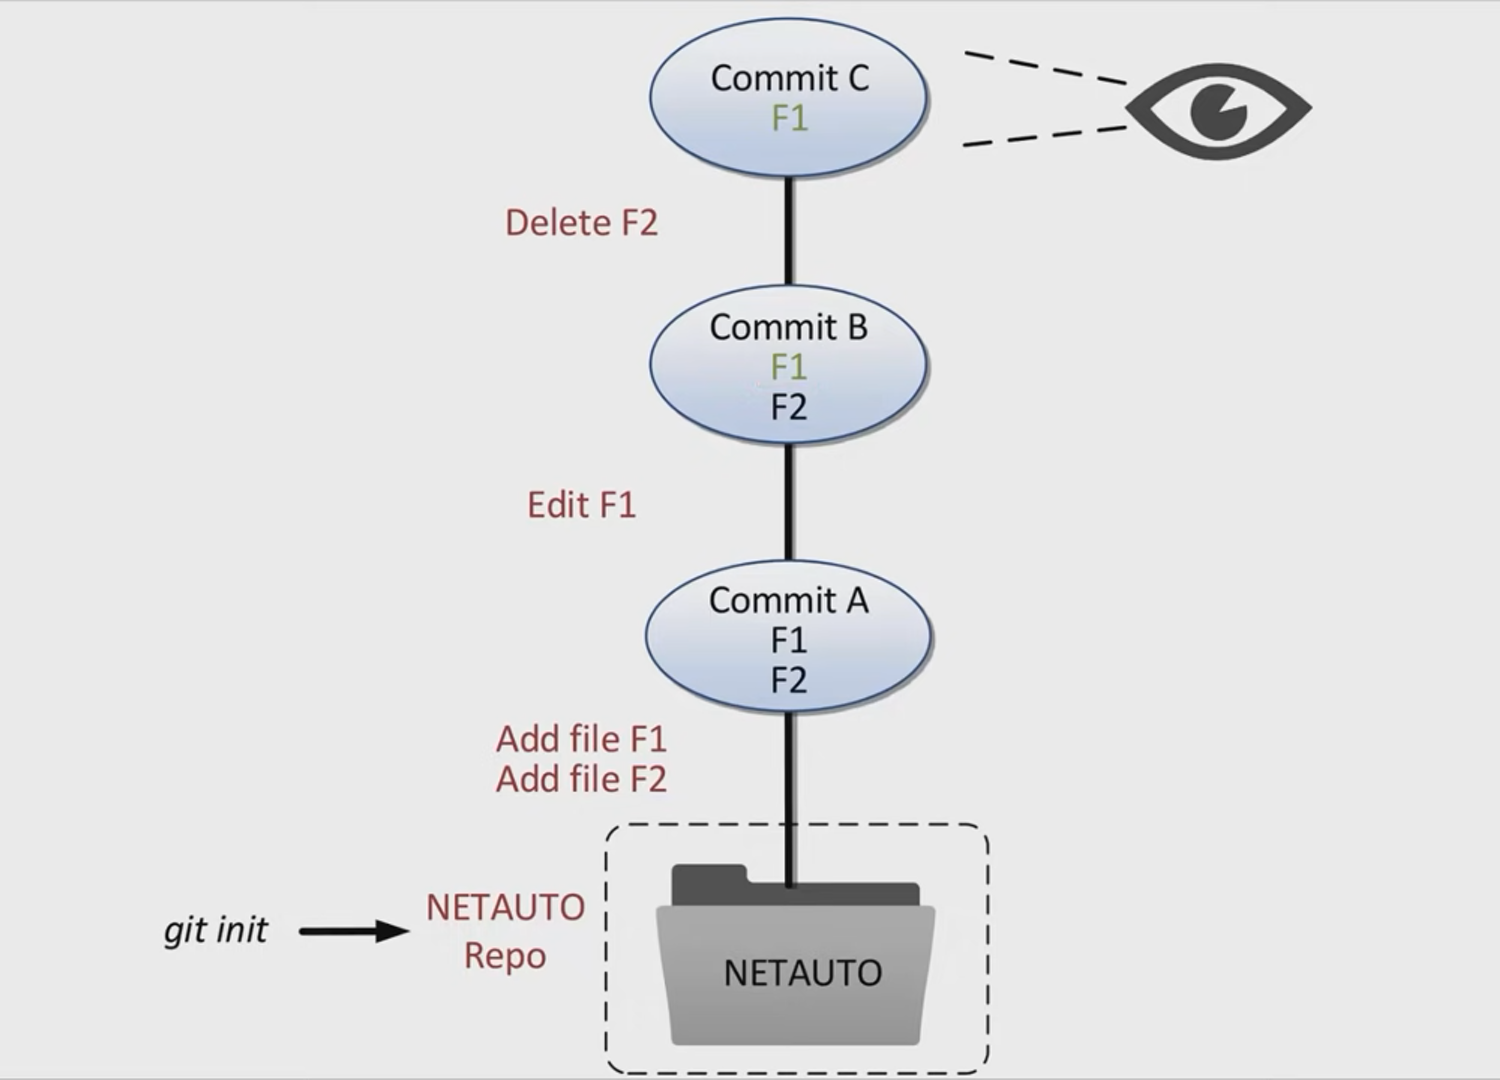 Commit C
F1
Delete F2
Commit B
F1
F2
Edit F1
Commit A
F1
F2
Add file F1
Add file F2
git init
NETAUTO
Repo
NETAUTO